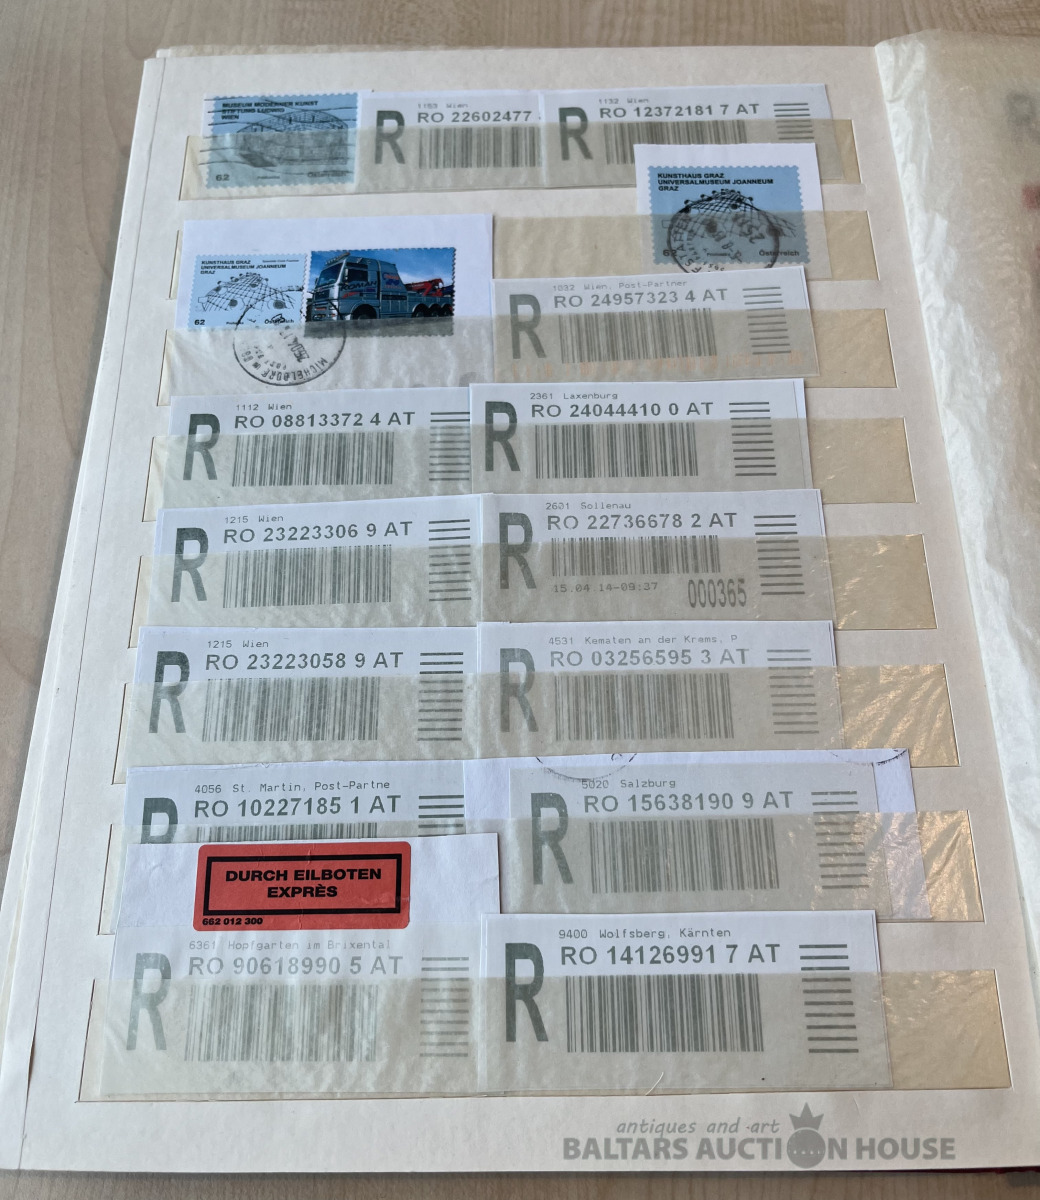 MUSEUM MODERNER KUNST
STIFTUNG LUDWIG
WIEN
62
Österreich
1153 Wien
R
RO 22602477
1132 Wien
R
RO 12372181 7 AT
KUNSTHAUS GRAZ
UNIVERSALMUSEUM JOANNEUM
GRAZ
62
Österreich
KUNSTHAUS GRAZ
UNIVERSALMUSEUM JOANNEUM
GRAZ
62
Österreich
1032 Wien, Post-Partner
R
RO 24957323 4 AT
1112 Wien
R
RO 08813372 4 AT
2361 Laxenburg
R
RO 24044410 0 AT
1215 Wien
R
RO 23223306 9 AT
2601 Sollenau
R
RO 22736678 2 AT
15.04.14-09:37
000365
1215 Wien
R
RO 23223058 9 AT
4531 Kematen an der Krems, P
R
RO 03256595 3 AT
4056 St. Martin, Post-Partne
R
RO 10227185 1 AT
5020 Salzburg
R
RO 15638190 9 AT
DURCH EILBOTEN
EXPRÈS
662 012 300
6361 Hopfgarten im Brixental
R
RO 90618990 5 AT
9400 Wolfsberg, Kärnten
R
RO 14126991 7 AT
antiques and art
BALTARS AUCTION HOUSE